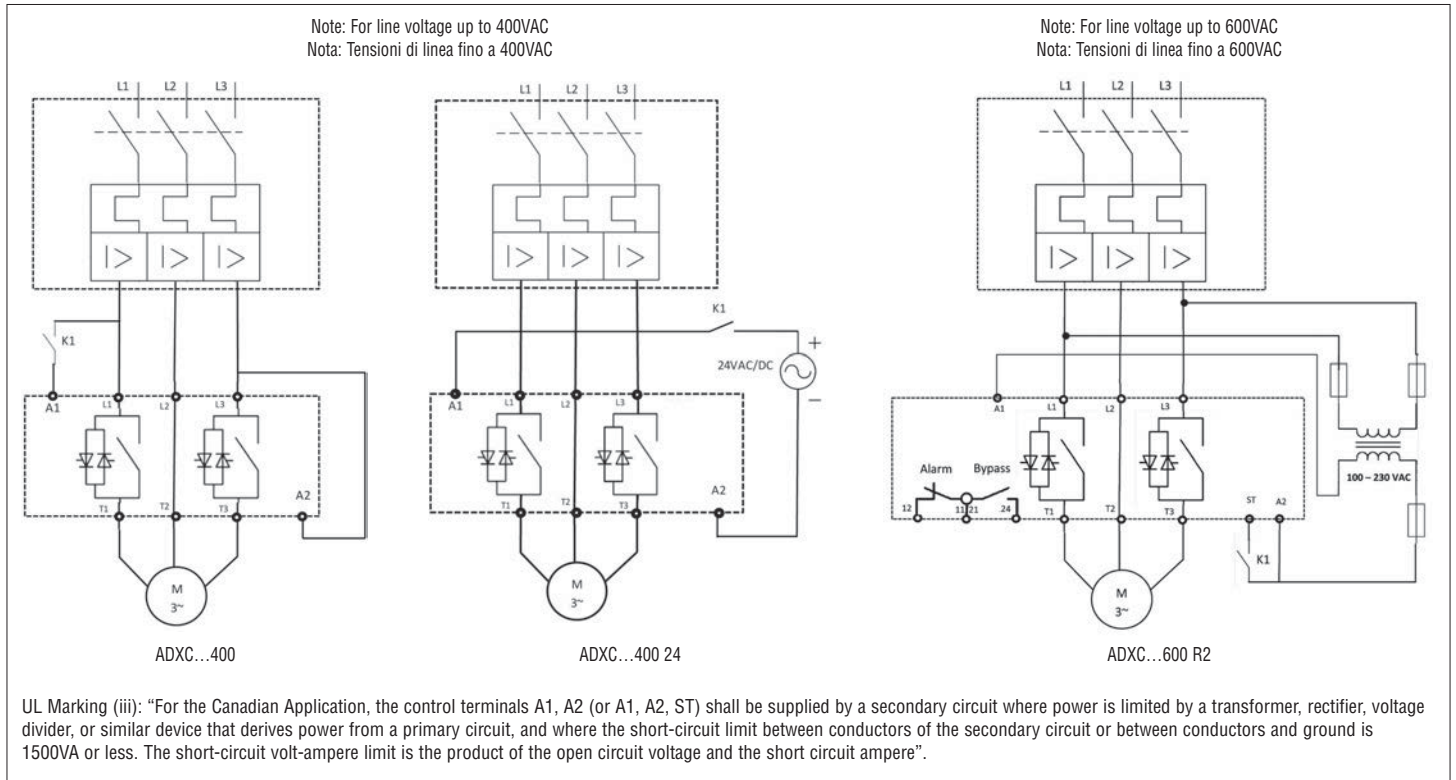 Note: For line voltage up to 400VAC
Nota: Tensioni di linea fino a 400VAC
Note: For line voltage up to 600VAC
Nota: Tensioni di linea fino a 600VAC
L1 L2 L3
I> I> I>
K1
A1 L1 L2 L3
A2
T1 T2 T3
M
3~
ADXC...400
L1 L2 L3
I> I> I>
K1
24VAC/DC
+
−
A1 L1 L2 L3
A2
T1 T2 T3
M
3~
ADXC...400 24
L1 L2 L3
I> I> I>
A1 L1 L2 L3
100 – 230 VAC
Alarm Bypass
ST A2
12 11 21 24 T1 T2 T3
K1
M
3~
ADXC...600 R2
UL Marking (iii): “For the Canadian Application, the control terminals A1, A2 (or A1, A2, ST) shall be supplied by a secondary circuit where power is limited by a transformer, rectifier, voltage
divider, or similar device that derives power from a primary circuit, and where the short-circuit limit between conductors of the secondary circuit or between conductors and ground is
1500VA or less. The short-circuit volt-ampere limit is the product of the open circuit voltage and the short circuit ampere”.